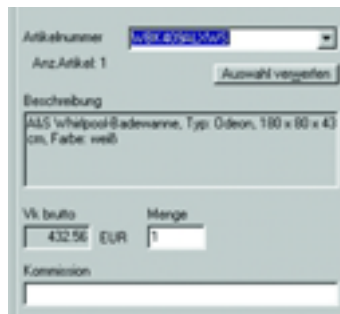 Artikelnummer
Anz.Artikel: 1
Auswahl verwerfen
Beschreibung
A&S Whirlpool-Badewanne, Typ: Odeon, 180 x 80 x 43
cm, Farbe: weiß
Vk brutto Menge
432.56 EUR 1
Kommission